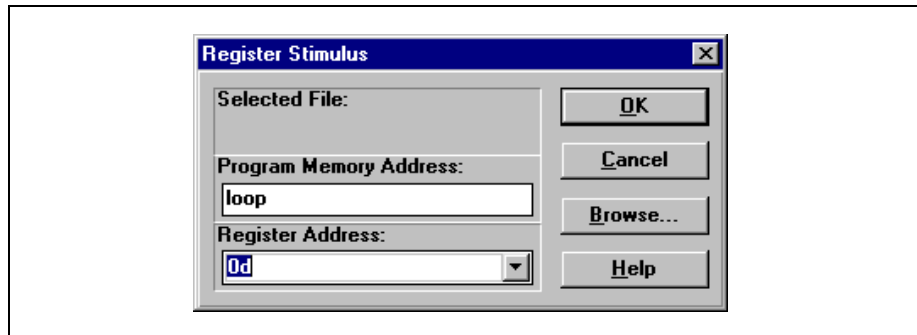 Register Stimulus
Selected File:
OK
Program Memory Address:
Cancel
loop
Browse...
Register Address:
0d
Help